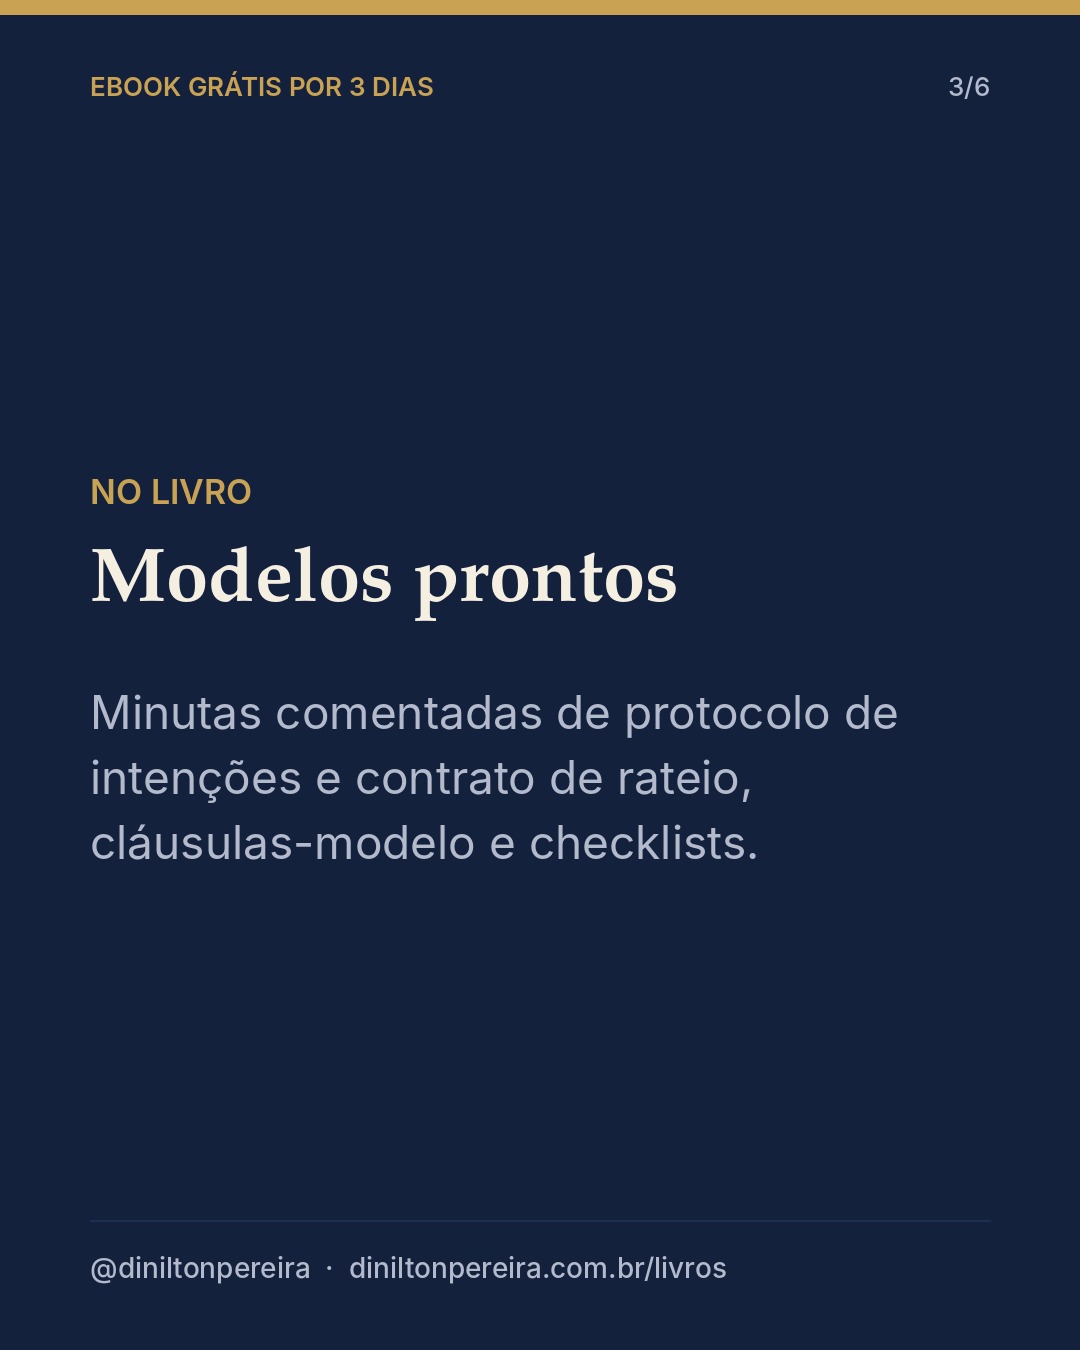 EBOOK GRÁTIS POR 3 DIAS
3/6
NO LIVRO
Modelos prontos
Minutas comentadas de protocolo de
intenções e contrato de rateio,
cláusulas-modelo e checklists.
@diniltonpereira · diniltonpereira.com.br/livros